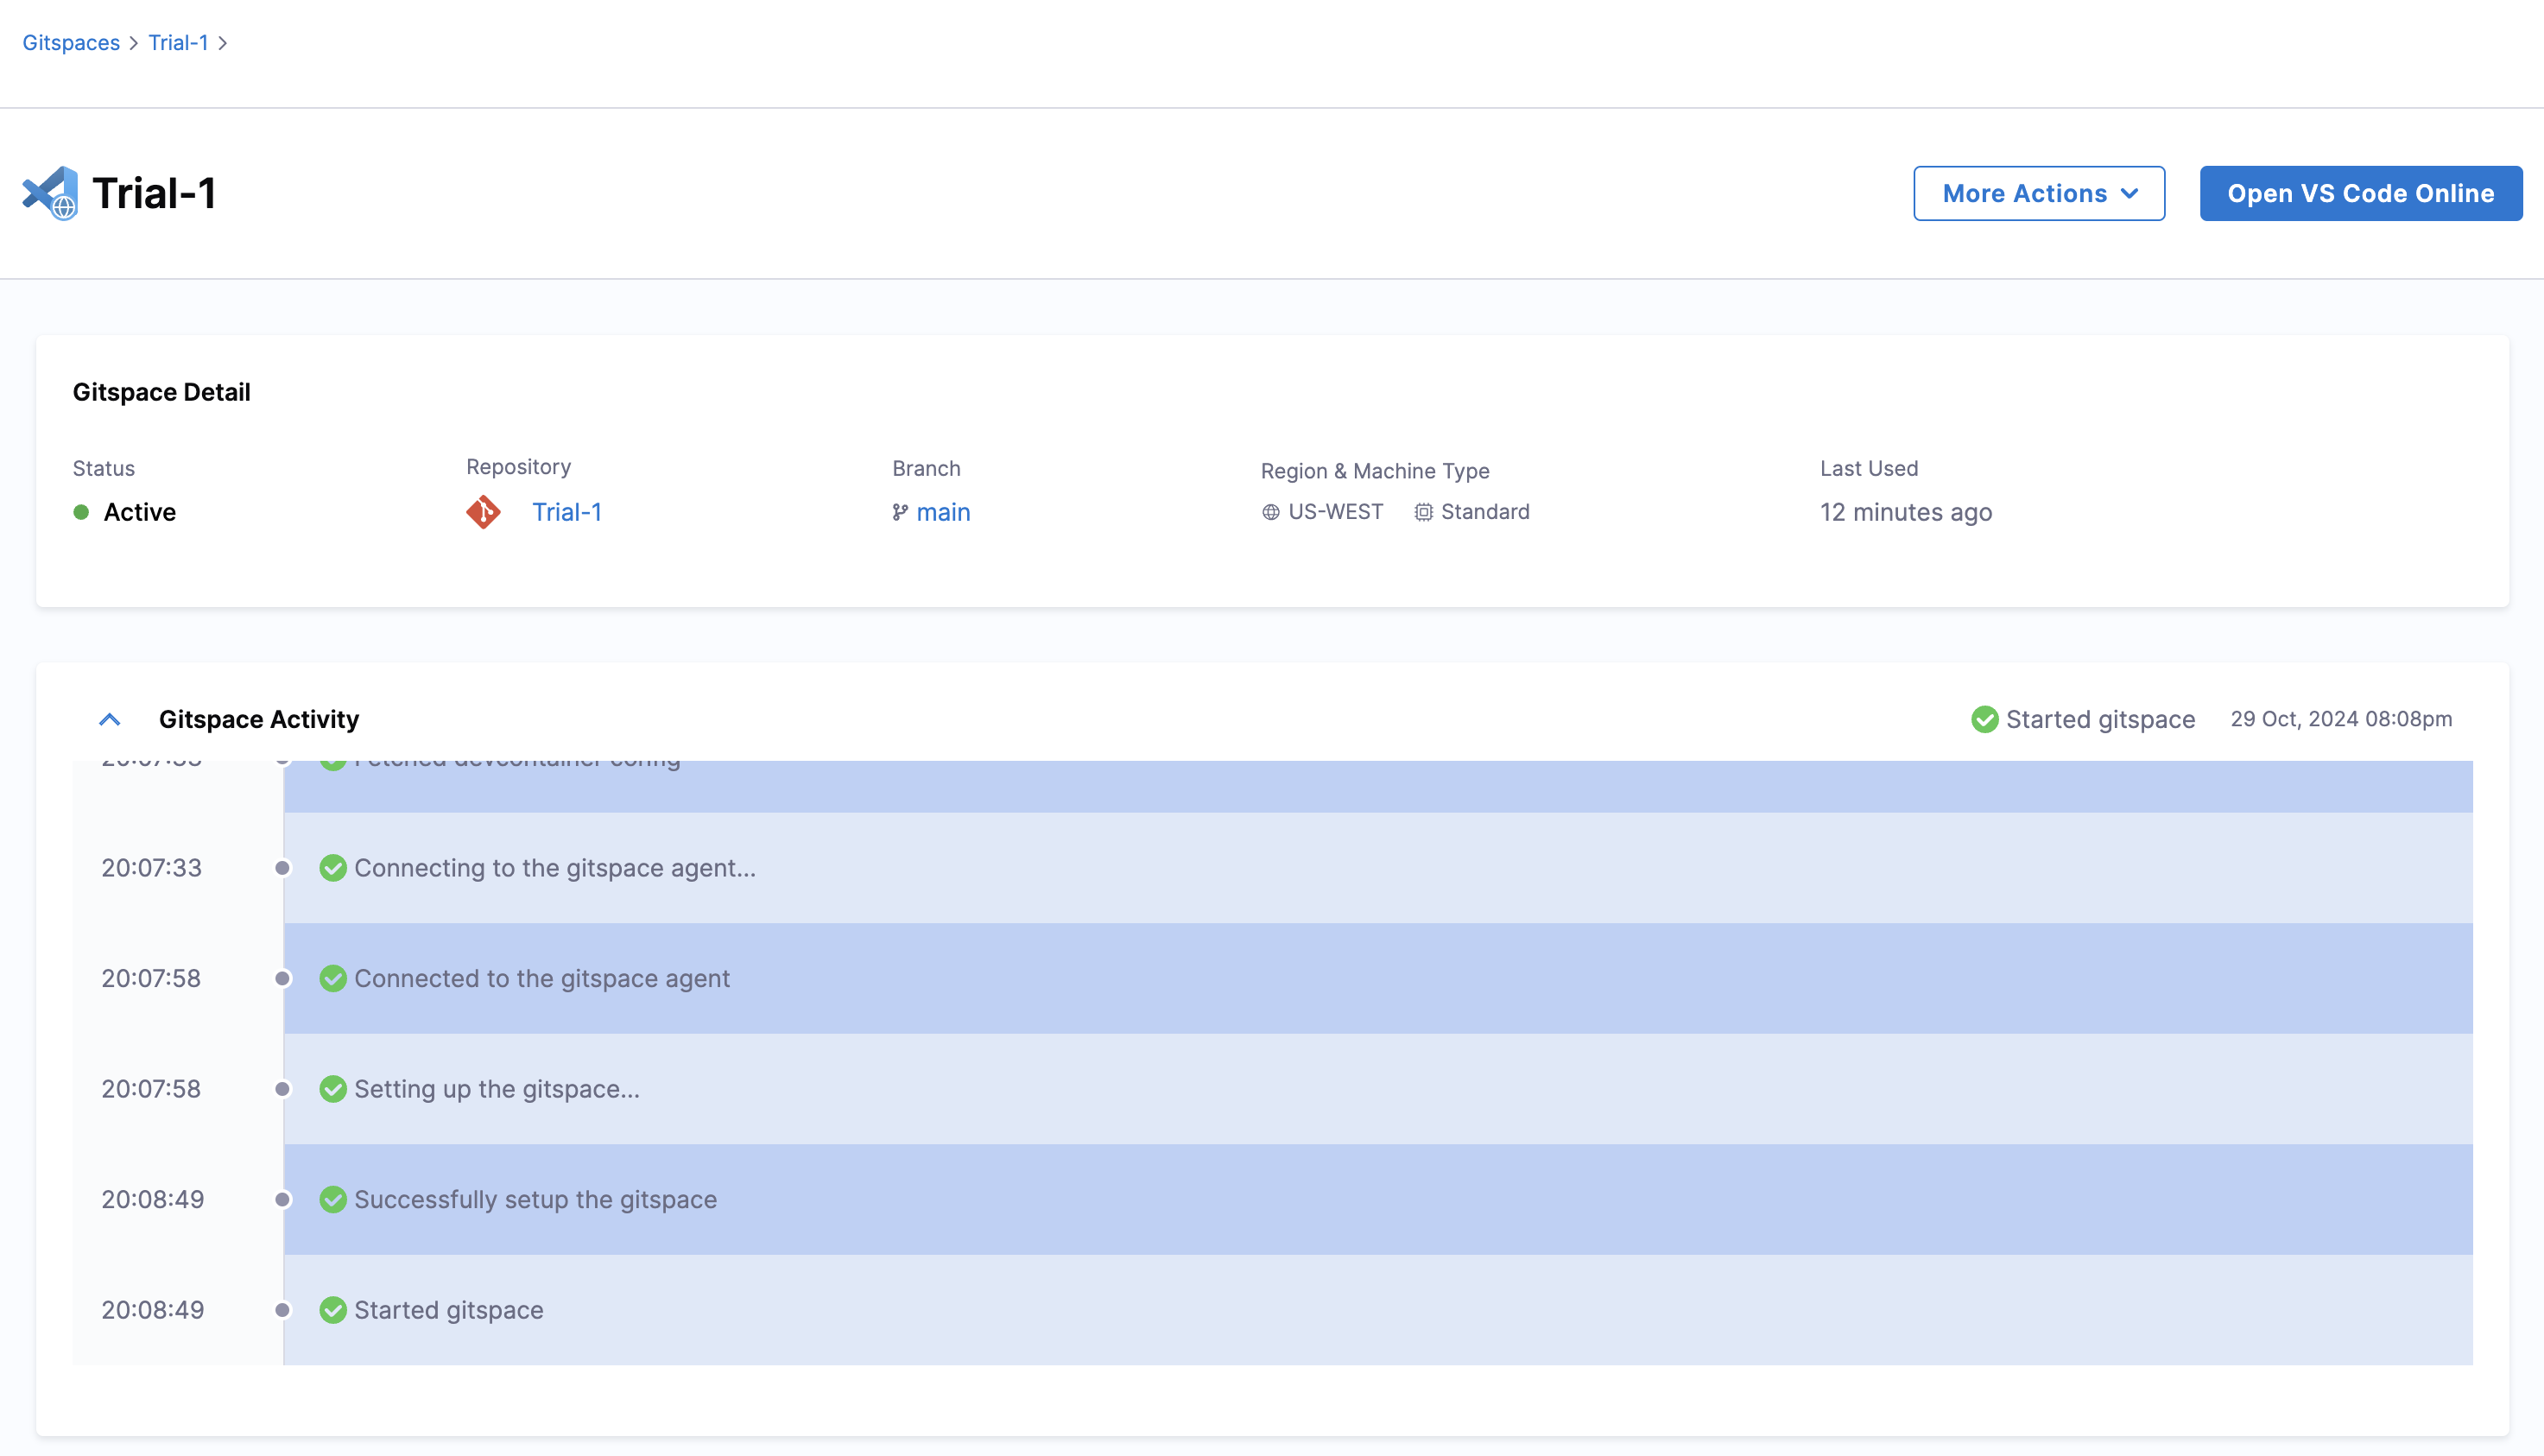 Gitspaces > Trial-1 >
Trial-1
More Actions
Open VS Code Online
Gitspace Detail
Status
Repository
Branch
Region & Machine Type
Last Used
Active
Trial-1
main
US-WEST
Standard
12 minutes ago
Gitspace Activity
Started gitspace
29 Oct, 2024 08:08pm
Fetched devcontainer config
20:07:33
Connecting to the gitspace agent...
20:07:58
Connected to the gitspace agent
20:07:58
Setting up the gitspace...
20:08:49
Successfully setup the gitspace
20:08:49
Started gitspace